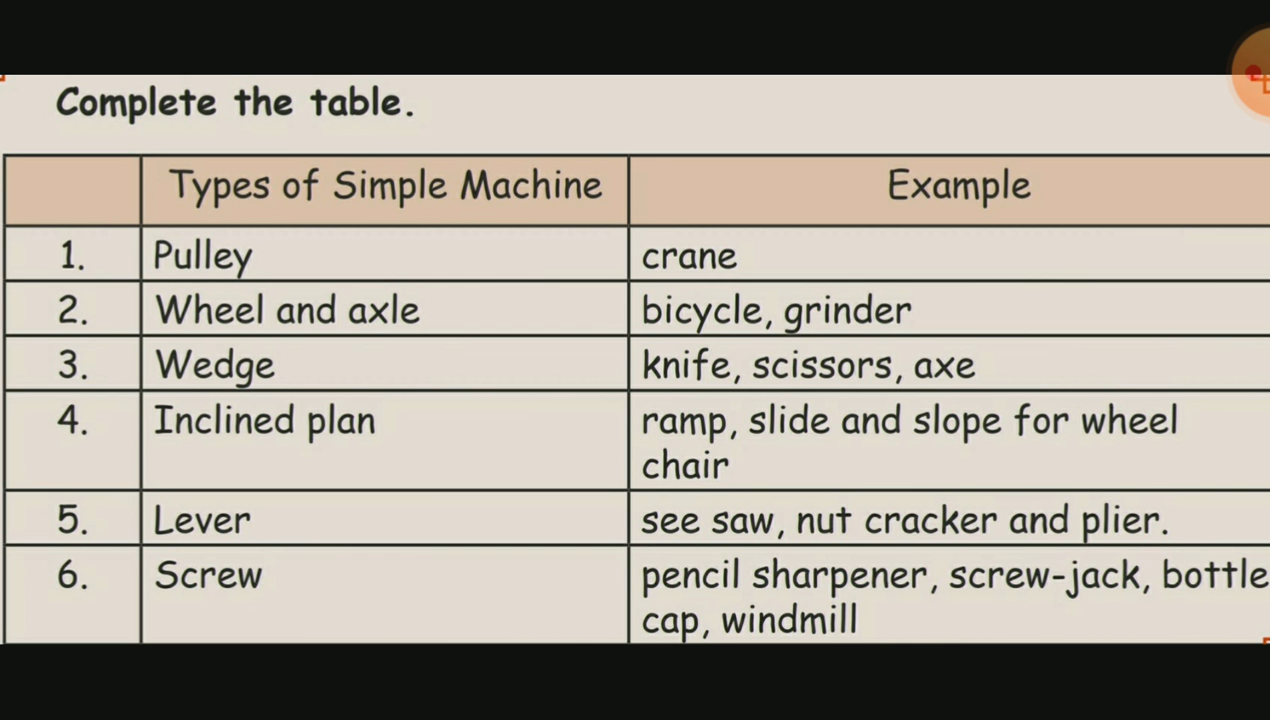 Complete the table.
Types of Simple Machine Example
1. Pulley crane
2. Wheel and axle bicycle, grinder
3. Wedge knife, scissors, axe
4. Inclined plan ramp, slide and slope for wheel
chair
5. Lever see saw, nut cracker and plier.
6. Screw pencil sharpener, screw-jack, bottle
cap, windmill